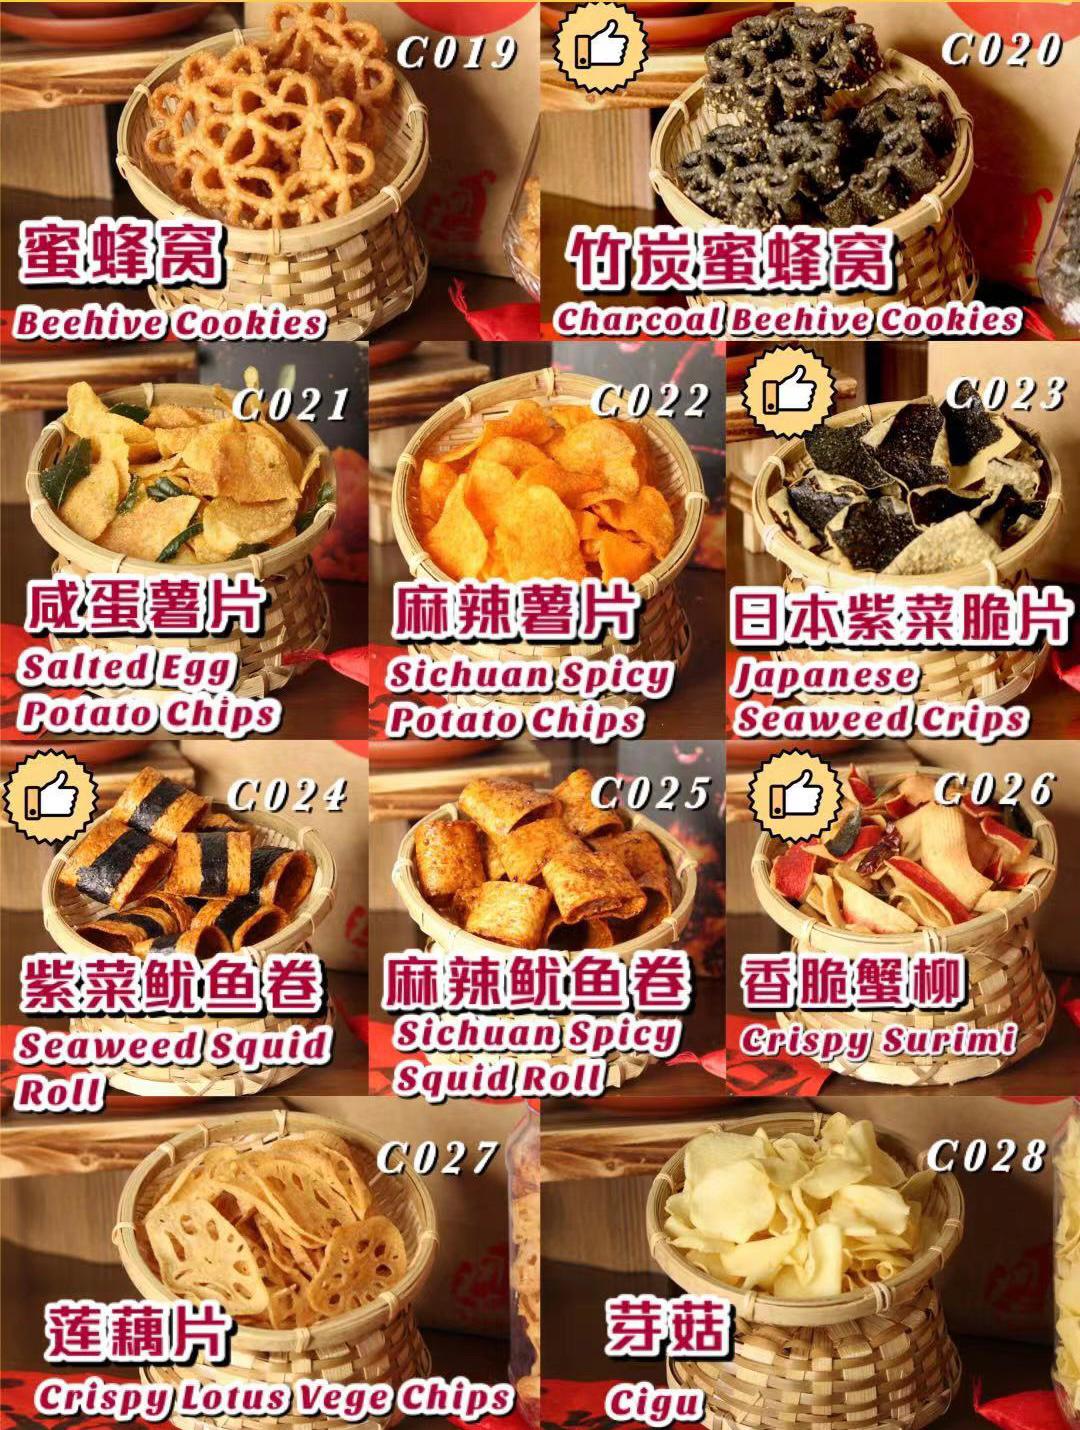 C019
蜜蜂窝
Beehive Cookies
C020
竹炭蜜蜂窝
Charcoal Beehive Cookies
C021
咸蛋薯片
Salted Egg
Potato Chips
C022
麻辣薯片
Sichuan Spicy
Potato Chips
C023
日本紫菜脆片
Japanese
Seaweed Crips
C024
紫菜鱿鱼卷
Seaweed Squid
Roll
C025
麻辣鱿鱼卷
Sichuan Spicy
Squid Roll
C026
香脆蟹柳
Crispy Surimi
C027
莲藕片
Crispy Lotus Vege Chips
C028
芽菇
Cigu